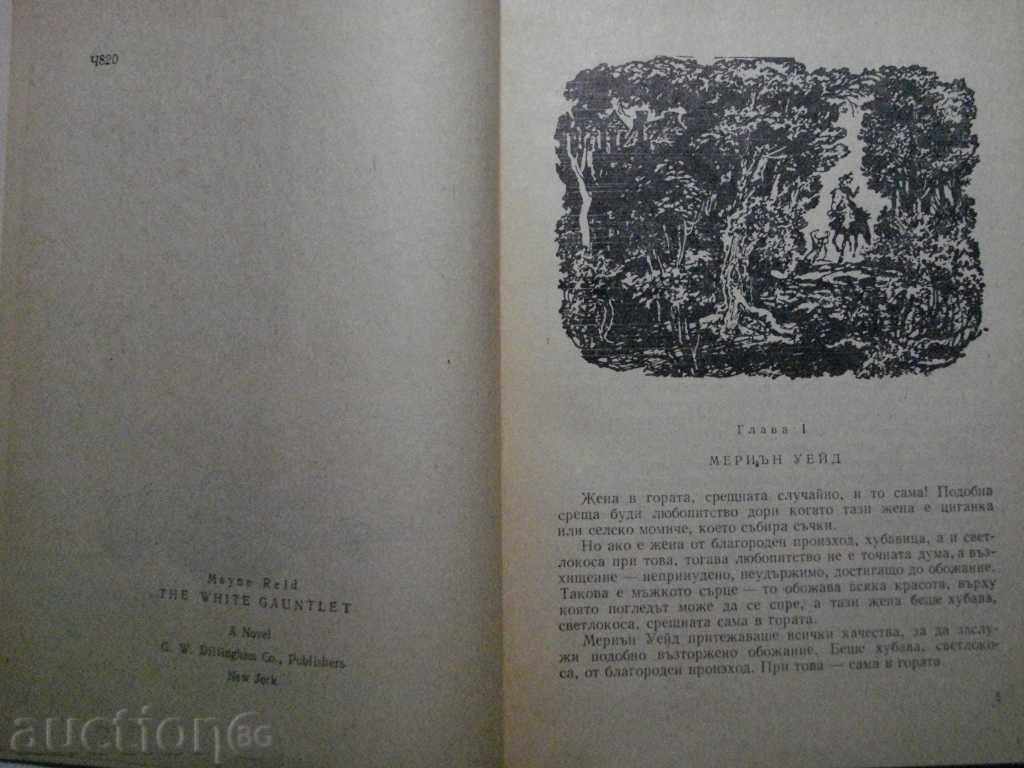 Ч820
Mayne Reid
THE WHITE GAUNTLET
A Novel
G. W. Dillingham Co., Publishers
New Jork
Глава I
МЕРИЪН УЕЙД
Жена в гората, срещната случайно, и то сама! Подобна
среща буди любопитство дори когато тази жена е циганка
или селско момиче, което събира съчки.
Но ако е жена от благороден произход, хубавица, а и свет-
локоса при това, тогава любопитство не е точната дума, а въз-
хищение — непринудено, неудържимо, достигащо до обожание.
Такова е мъжкото сърце — то обожава всяка красота, върху
която погледът може да се спре, а тази жена беше хубава,
светлокоса, срещната сама в гората.
Мериън Уейд притежаваше всички качества, за да заслу-
жи подобно възторжено обожание. Беше хубава, светлоко-
са, от благороден произход. При това — сама в гората.
5
auctionBG